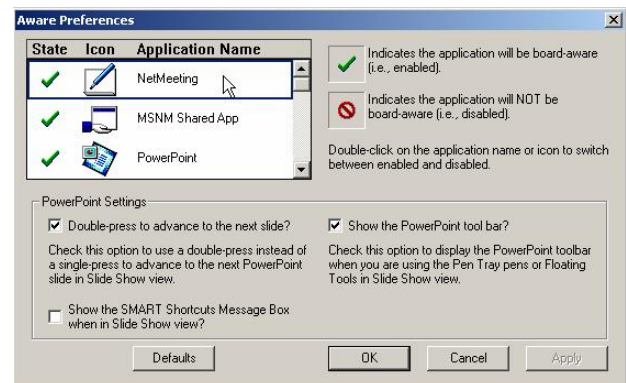 Aware Preferences
State Icon Application Name
NetMeeting
MSNM Shared App
PowerPoint
Indicates the application will be board-aware
(i.e., enabled).
Indicates the application will NOT be
board-aware (i.e., disabled).
Double-click on the application name or icon to switch
between enabled and disabled.
PowerPoint Settings
Double-press to advance to the next slide?
Check this option to use a double-press instead of
a single-press to advance to the next PowerPoint
slide in Slide Show view.
Show the SMART Shortcuts Message Box
when in Slide Show view?
Show the PowerPoint tool bar?
Check this option to display the PowerPoint toolbar
when you are using the Pen Tray pens or Floating
Tools in Slide Show view.
Defaults
OK
Cancel
Apply